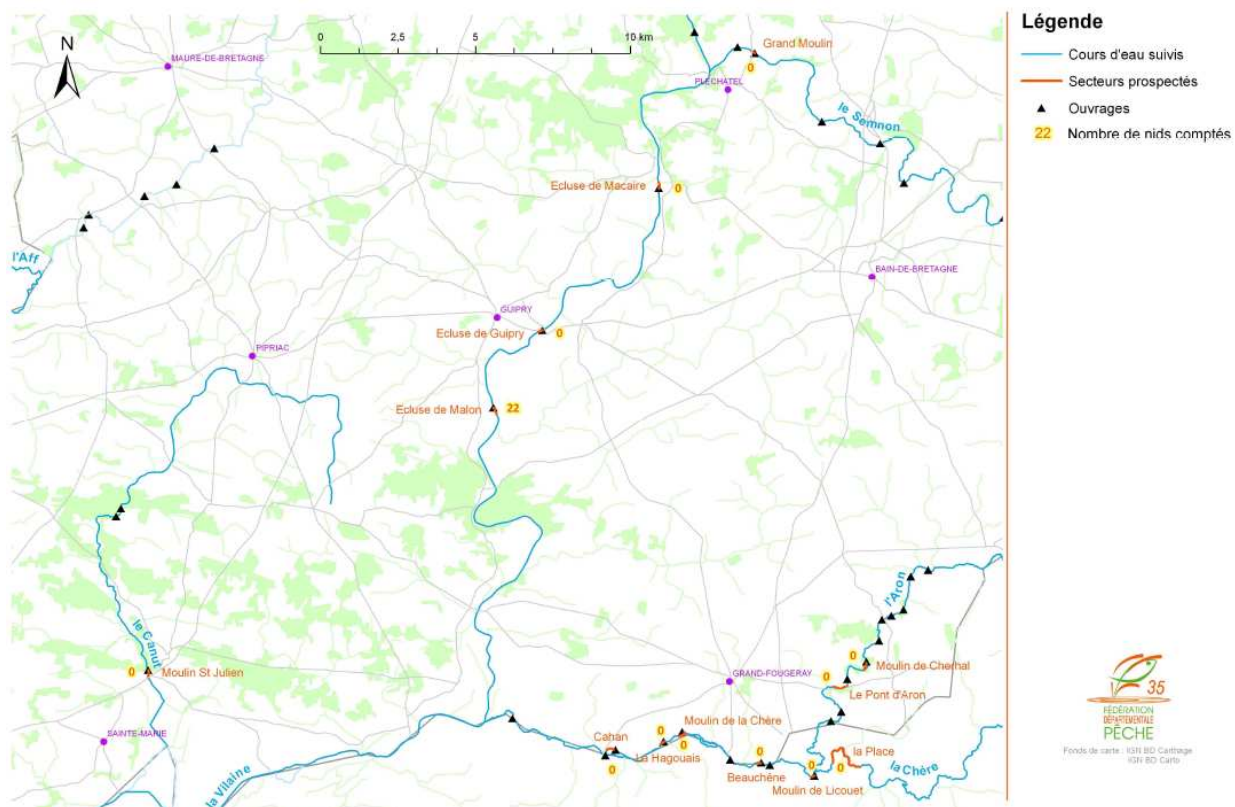 Légende
Cours d'eau suivis
Secteurs prospectés
Ouvrages
22 Nombre de nids comptés
N
0 2,5 5 10 km
MAURE-DE-BRETAGNE
Grand Moulin
0
PLECHATEL
le Semnon
Ecluse de Macaire 0
l'Aff
BAIN-DE-BRETAGNE
GUIPRY
Ecluse de Guipry 0
PIPRIAC
Ecluse de Malon 22
l'Aron
le Canut
0 Moulin St Julien
0 Moulin de Cherhal
0 Le Pont d'Aron
GRAND-FOUGERAY
Moulin de la Chère
0
0
SAINTE-MARIE
Cahan
0
La Hagouais
0
Beauchêne
0
Moulin de Licouet
la Place
0
la Chère
la Vilaine
35
FÉDÉRATION
DÉPARTEMENTALE
PÊCHE
Fonds de carte : IGN BD Carthage
IGN BD Carto